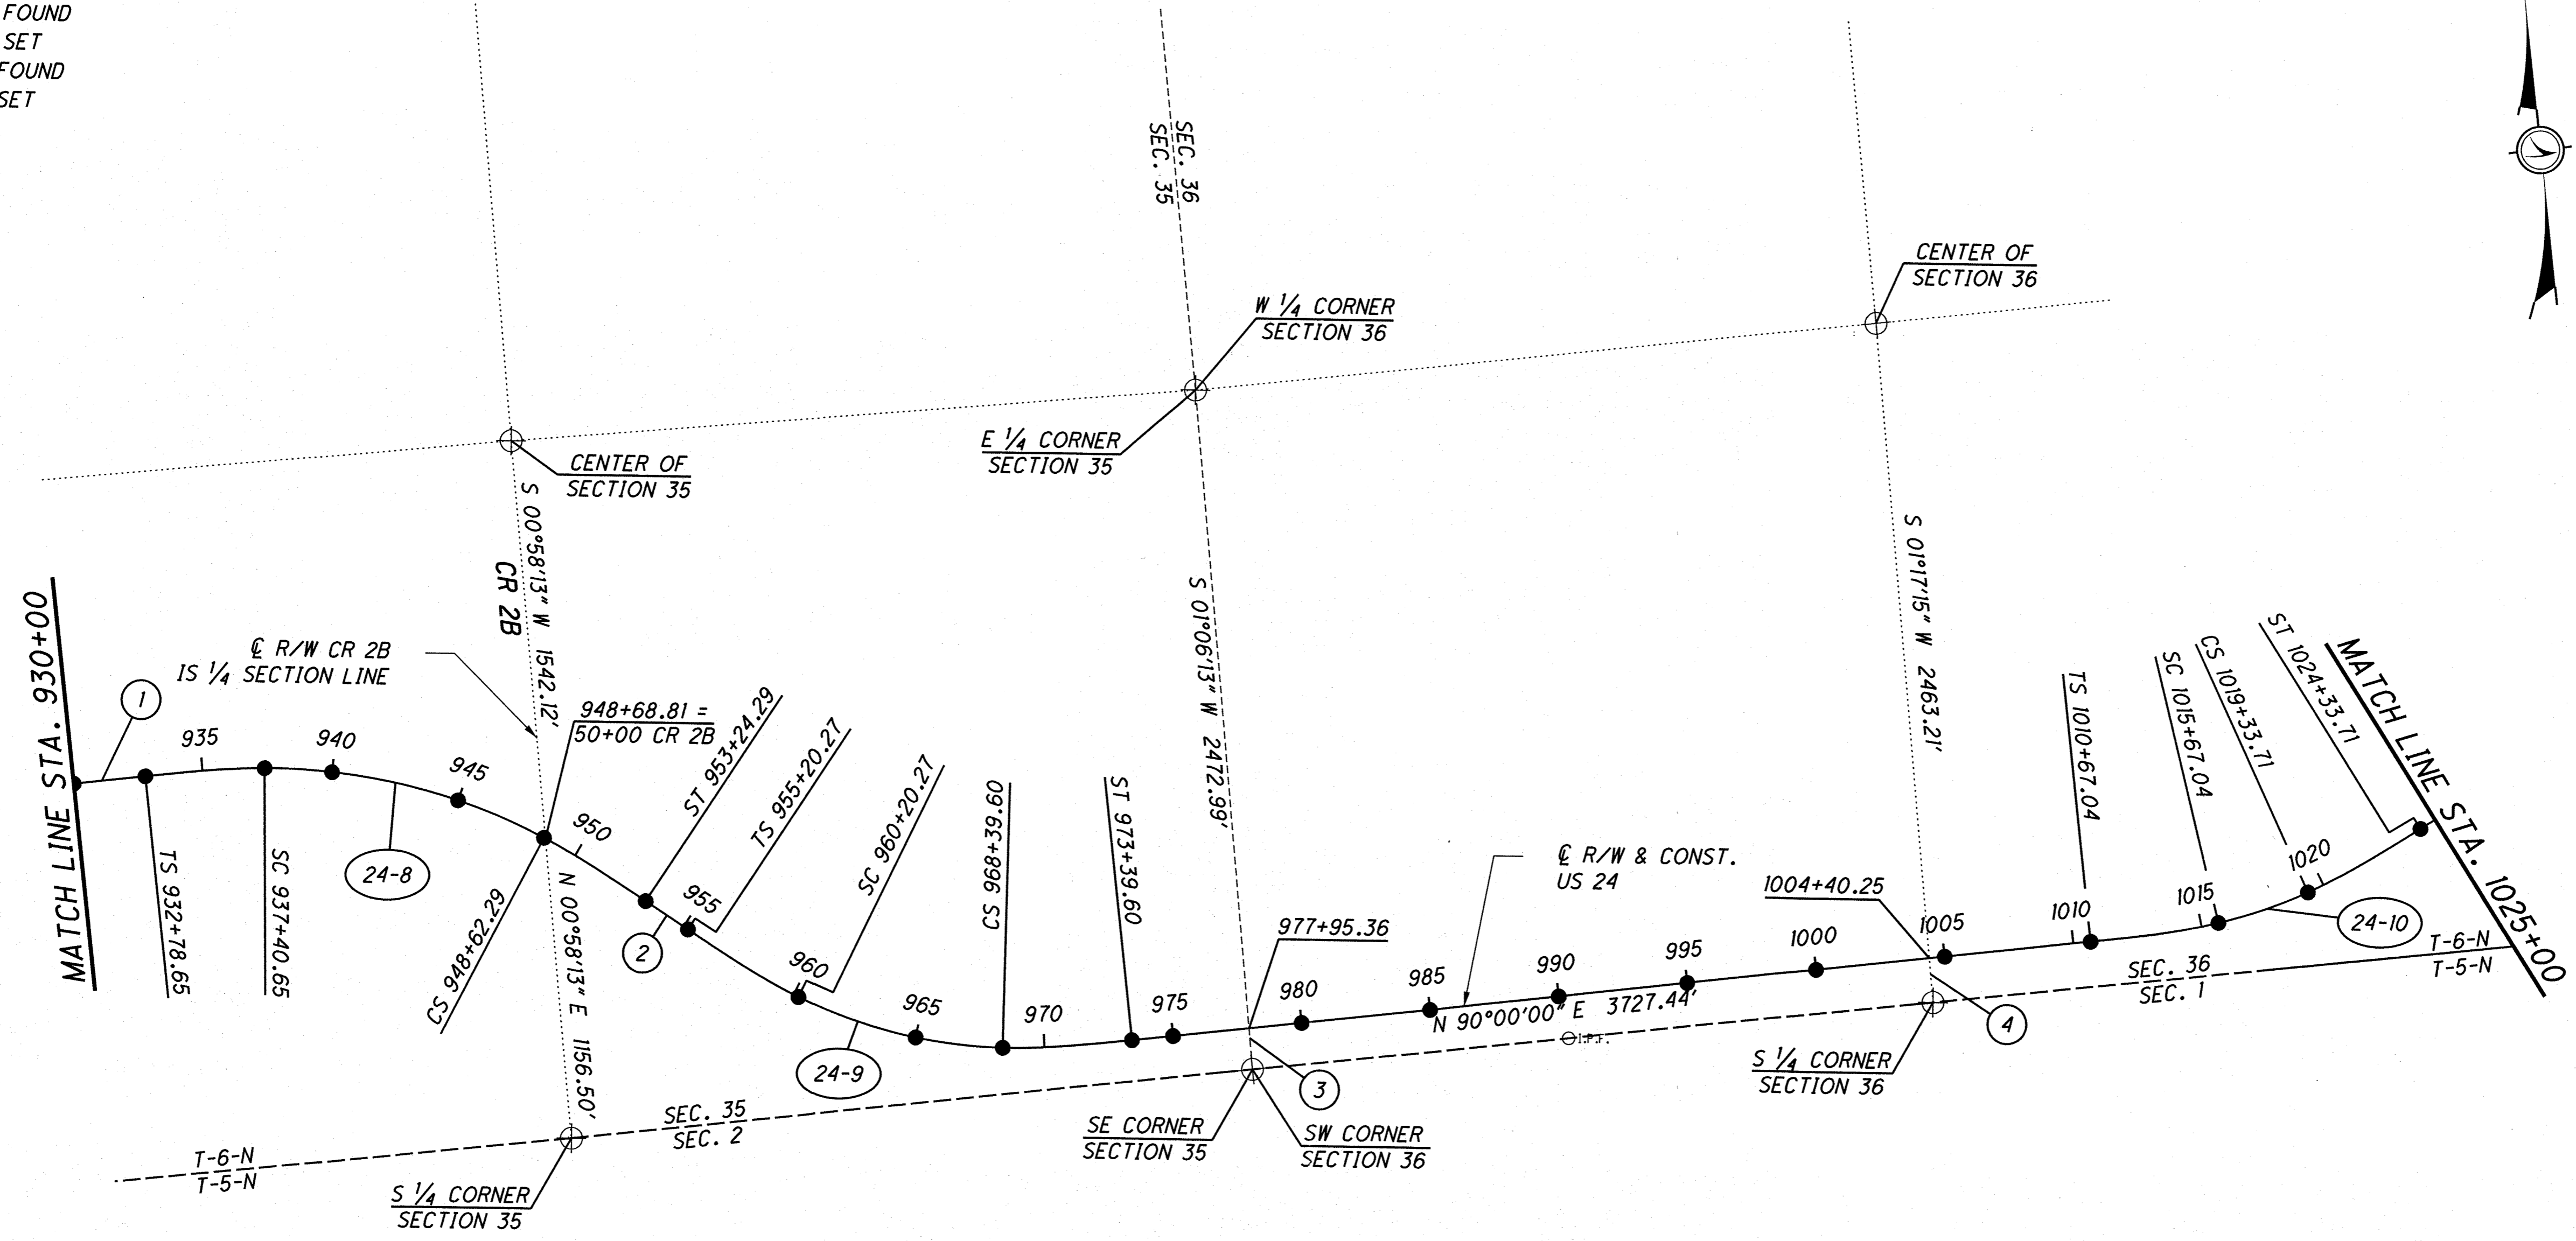 FOUND
SET
FOUND
SET
SEC. 36
SEC. 35
CENTER OF
SECTION 36
W 1/4 CORNER
SECTION 36
E 1/4 CORNER
SECTION 35
CENTER OF
SECTION 35
S 00°58'13" W 1542.12'
CR 2B
S 01°06'13" W 2472.99'
S 01°17'15" W 2463.21'
MATCH LINE STA. 930+00
℄ R/W CR 2B
IS 1/4 SECTION LINE
1
935
940
945
948+68.81 =
50+00 CR 2B
950
ST 953+24.29
955
TS 955+20.27
960
SC 960+20.27
965
CS 968+39.60
970
ST 973+39.60
975
977+95.36
980
985
℄ R/W & CONST.
US 24
990
995
1000
1004+40.25
1005
1010
TS 1010+67.04
1015
SC 1015+67.04
CS 1019+33.71
1020
ST 1024+33.71
MATCH LINE STA. 1025+00
TS 932+78.65
SC 937+40.65
24-8
CS 948+62.29
N 00°58'13" E 1156.50'
2
24-9
N 90°00'00" E 3727.44'
I.P.F.
24-10
T-6-N
T-5-N
SEC. 36
SEC. 1
4
S 1/4 CORNER
SECTION 36
3
SE CORNER
SECTION 35
SW CORNER
SECTION 36
SEC. 35
SEC. 2
T-6-N
T-5-N
S 1/4 CORNER
SECTION 35